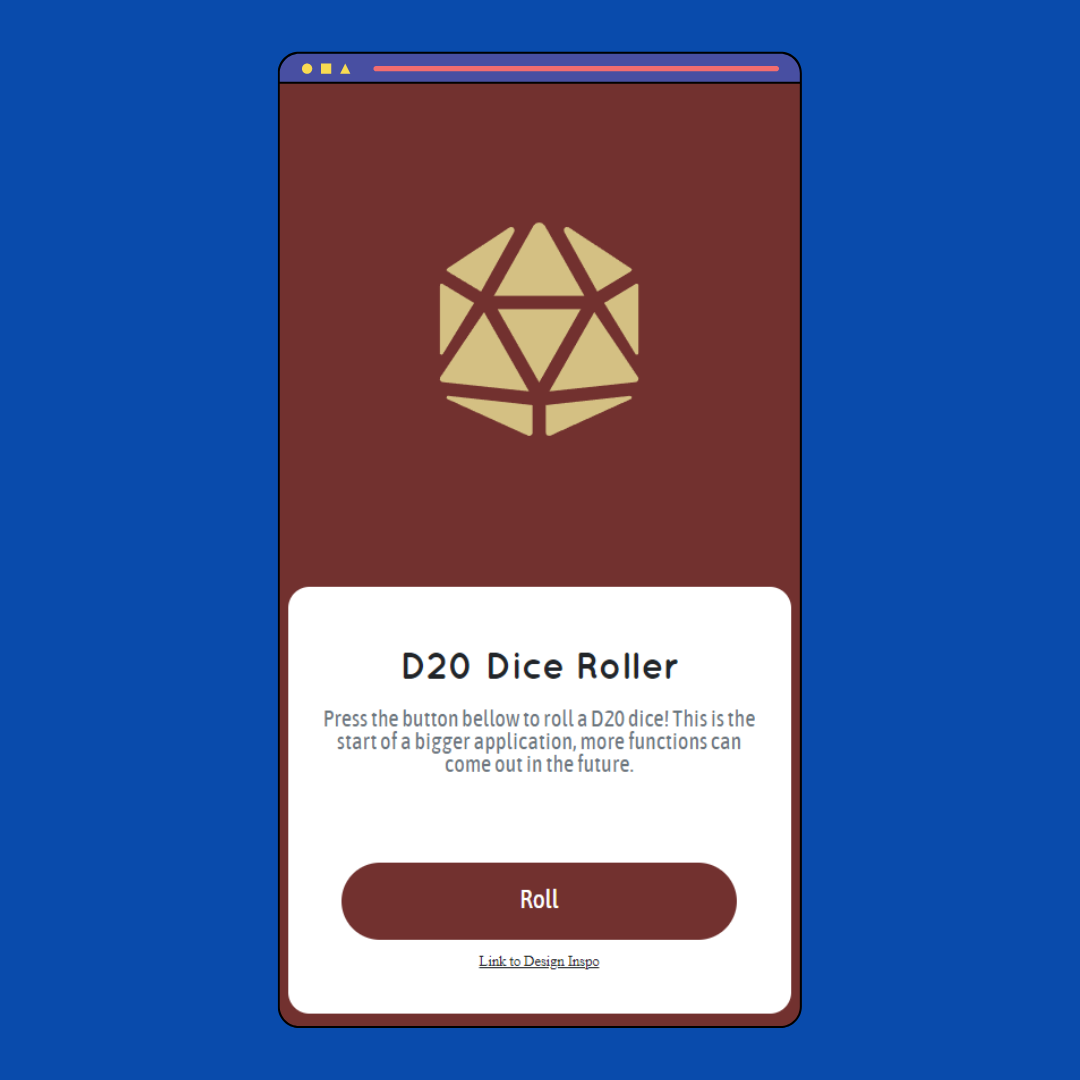 D20 Dice Roller
Press the button bellow to roll a D20 dice! This is the
start of a bigger application, more functions can
come out in the future.
Roll
Link to Design Inspo